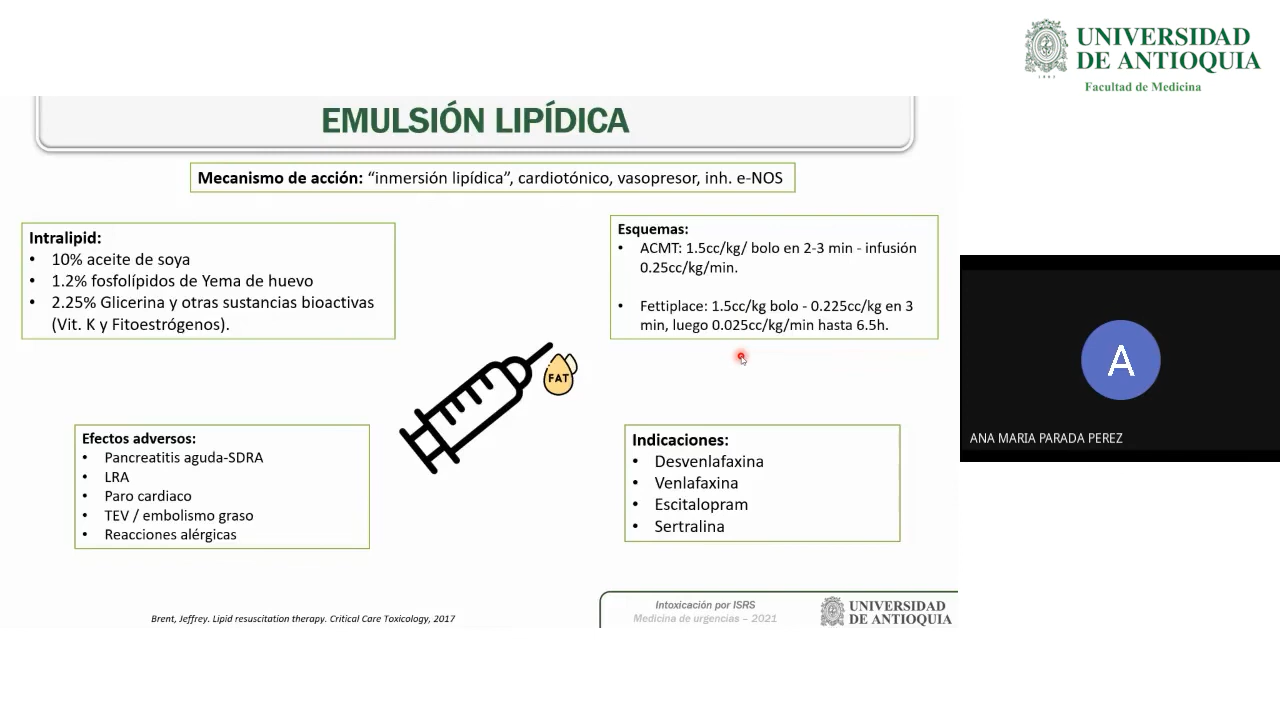 UNIVERSIDAD
DE ANTIOQUIA
1803
Facultad de Medicina
EMULSIÓN LIPÍDICA
Mecanismo de acción: “inmersión lipídica”, cardiotónico, vasopresor, inh. e-NOS
Intralipid:
• 10% aceite de soya
• 1.2% fosfolípidos de Yema de huevo
• 2.25% Glicerina y otras sustancias bioactivas
(Vit. K y Fitoestrógenos).
Esquemas:
• ACMT: 1.5cc/kg/ bolo en 2-3 min - infusión
0.25cc/kg/min.
• Fettiplace: 1.5cc/kg bolo - 0.225cc/kg en 3
min, luego 0.025cc/kg/min hasta 6.5h.
FAT
A
ANA MARIA PARADA PEREZ
Efectos adversos:
• Pancreatitis aguda-SDRA
• LRA
• Paro cardiaco
• TEV / embolismo graso
• Reacciones alérgicas
Indicaciones:
• Desvenlafaxina
• Venlafaxina
• Escitalopram
• Sertralina
Brent, Jeffrey. Lipid resuscitation therapy. Critical Care Toxicology, 2017
Intoxicación por ISRS
Medicina de urgencias – 2021
UNIVERSIDAD
DE ANTIOQUIA